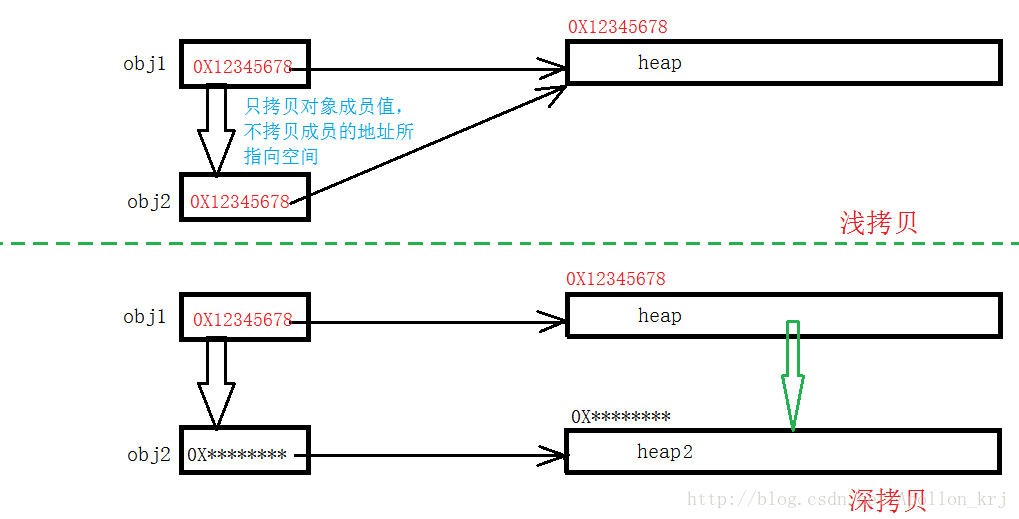 0X12345678
obj1 0X12345678 heap
只拷贝对象成员值，
不拷贝成员的地址所
指向空间
obj2 0X12345678
浅拷贝
0X12345678
obj1 0X12345678 heap
0X********
obj2 0X******** heap2
http://blog.csdn
llon_krj
深拷贝